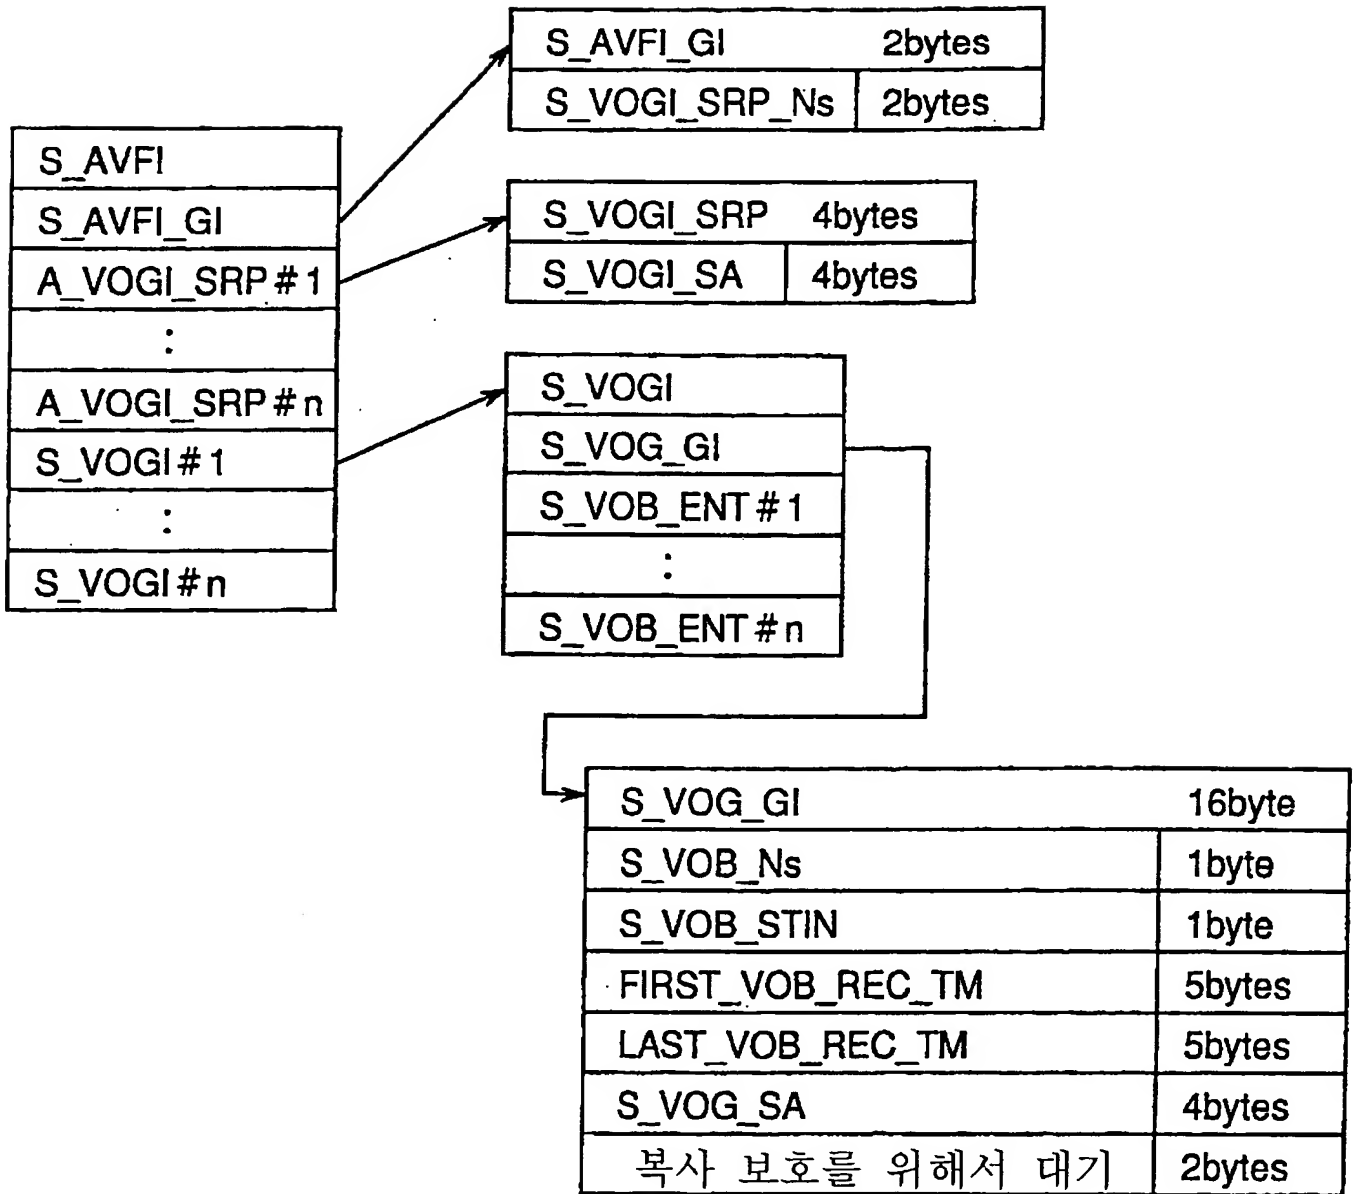 S_AVFI_GI 2bytes
S_VOGI_SRP_Ns 2bytes
S_AVFI
S_AVFI_GI
A_VOGI_SRP#1
:
A_VOGI_SRP#n
S_VOGI#1
:
S_VOGI#n
S_VOGI_SRP 4bytes
S_VOGI_SA 4bytes
S_VOGI
S_VOG_GI
S_VOB_ENT#1
:
S_VOB_ENT#n
S_VOG_GI 16byte
S_VOB_Ns 1byte
S_VOB_STIN 1byte
FIRST_VOB_REC_TM 5bytes
LAST_VOB_REC_TM 5bytes
S_VOG_SA 4bytes
복사 보호를 위해서 대기 2bytes